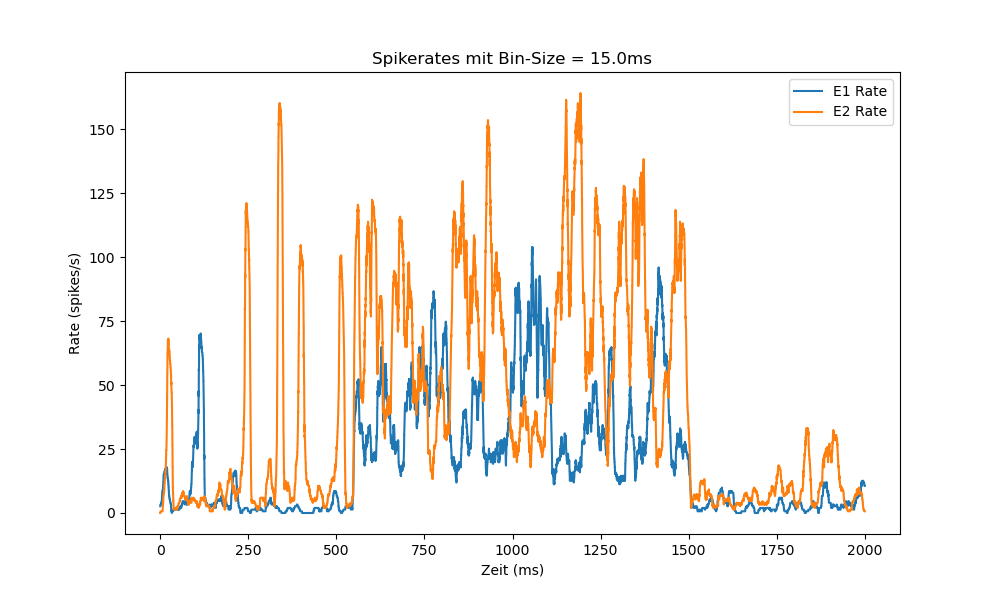 Spikerates mit Bin-Size = 15.0ms
E1 Rate
E2 Rate
Rate (spikes/s)
150
125
100
75
50
25
0
0 250 500 750 1000 1250 1500 1750 2000
Zeit (ms)